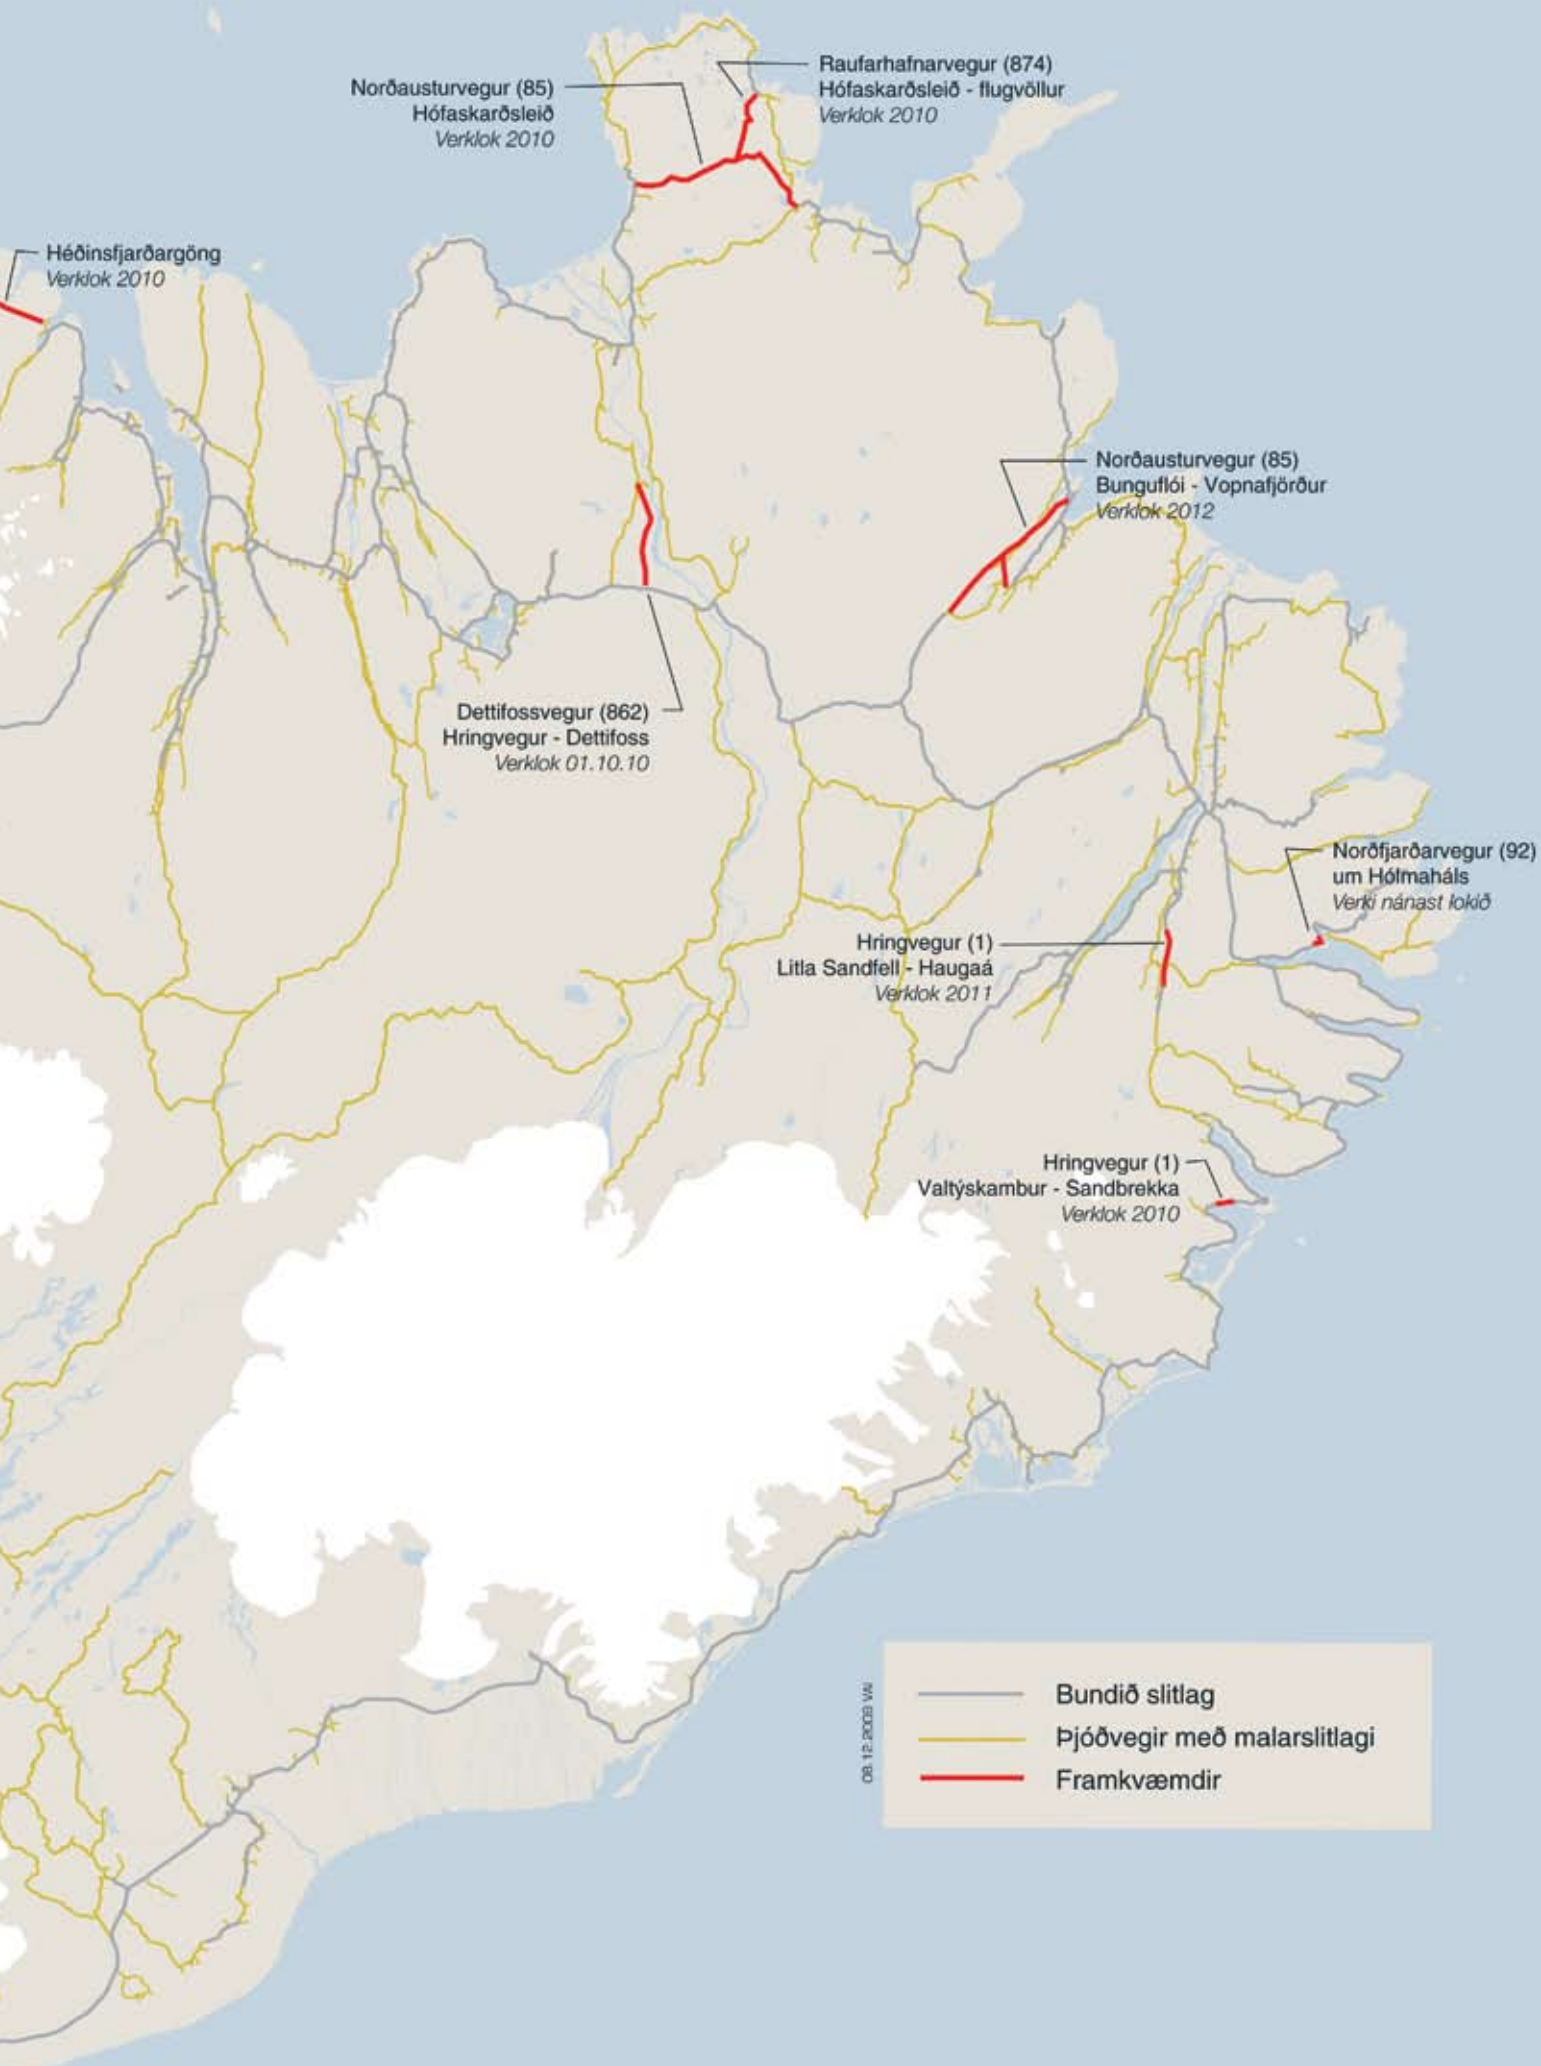 Norðausturvegur (85)
Hófaskarðsleið
Verklok 2010
Raufarhafnarvegur (874)
Hófaskarðsleið - flugvöllur
Verklok 2010
Héðinsfjarðargöng
Verklok 2010
Norðausturvegur (85)
Bunguflói - Vopnafjörður
Verklok 2012
Dettifossvegur (862)
Hringvegur - Dettifoss
Verklok 01.10.10
Norðfjarðarvegur (92)
um Hólmaháls
Verki nánast lokið
Hringvegur (1)
Litla Sandfell - Haugaá
Verklok 2011
Hringvegur (1)
Valtýskambur - Sandbrekka
Verklok 2010
08.12.2009 VAI
Bundið slitlag
Þjóðvegir með malarslitlagi
Framkvæmdir